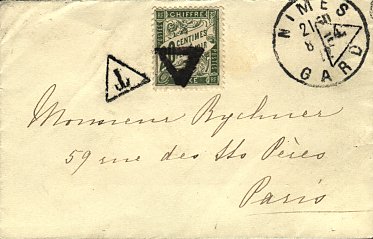 NIMES
GARD
CHIFFRE
CENTIMES
T
Monsieur Rychner
59 rue des Sts Pères
Paris